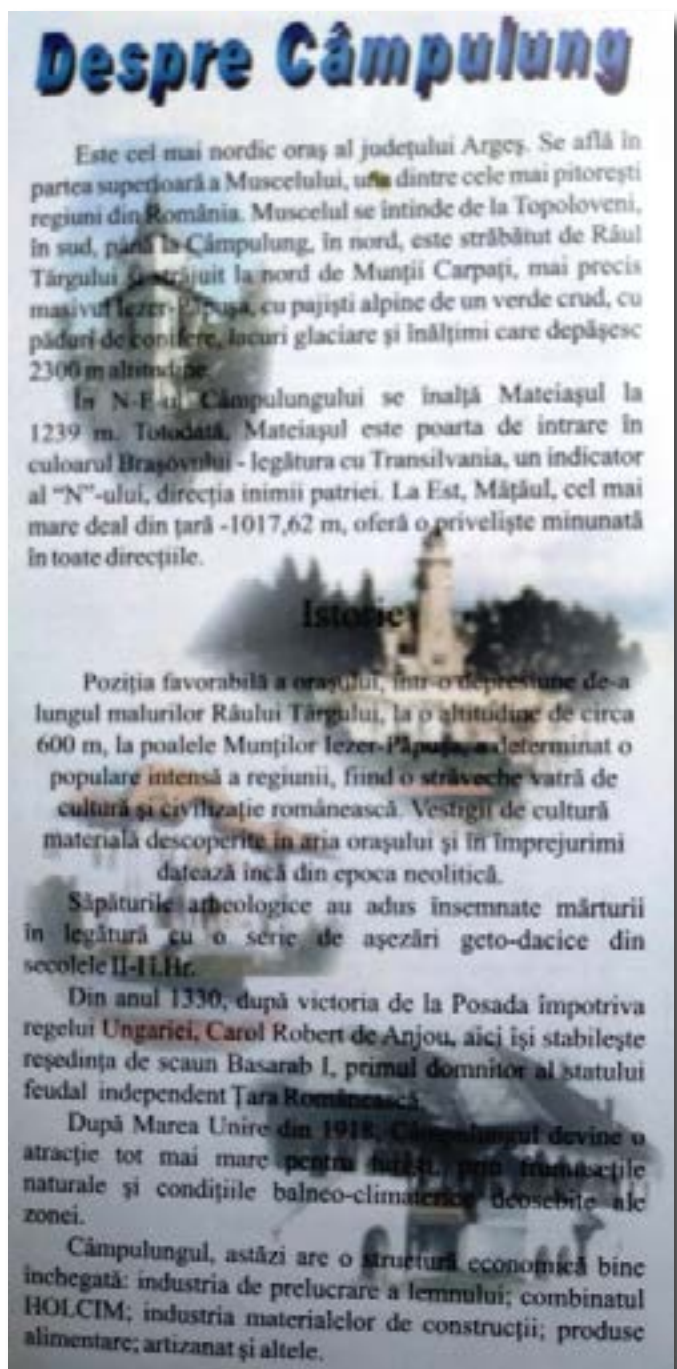 Despre Câmpulung
Este cel mai nordic oraş al judeţului Argeş. Se află în
partea superioară a Muscelului, una dintre cele mai pitoreşti
regiuni din România. Muscelul se întinde de la Topoloveni,
în sud, până la Câmpulung, în nord, este străbătut de Râul
Târgului şi străjuit la nord de Munţii Carpaţi, mai precis
masivul Iezer-Păpuşa, cu pajişti alpine de un verde crud, cu
păduri de conifere, lacuri glaciare şi înălţimi care depăşesc
2300 m altitudine.
În N-E-ul Câmpulungului se înalţă Mateiaşul la
1239 m. Totodată, Mateiaşul este poarta de intrare în
culoarul Braşovului - legătura cu Transilvania, un indicator
al “N”-ului, direcţia inimii patriei. La Est, Măţăul, cel mai
mare deal din ţară -1017,62 m, oferă o privelişte minunată
în toate direcţiile.
Istoric
Poziţia favorabilă a oraşului, într-o depresiune de-a
lungul malurilor Râului Târgului, la o altitudine de circa
600 m, la poalele Munţilor Iezer-Păpuşa, a determinat o
populare intensă a regiunii, fiind o străveche vatră de
cultură şi civilizaţie românească. Vestigii de cultură
materială descoperite în aria oraşului şi în împrejurimi
datează încă din epoca neolitică.
Săpăturile arheologice au adus însemnate mărturii
în legătură cu o serie de aşezări geto-dacice din
secolele
Din anul 1330, după victoria de la Posada împotriva
regelui Ungariei, Carol Robert de Anjou, aici îşi stabileşte
reşedinţa de scaun Basarab I, primul domnitor al statului
feudal independent Ţara Românească.
După Marea Unire din 1918, Câmpulungul devine o
atracţie tot mai mare pentru turişti, prin frumuseţile
naturale şi condiţiile balneo-climaterice deosebite ale
zonei.
Câmpulungul, astăzi are o structură economică bine
închegată: industria de prelucrare a lemnului; combinatul
HOLCIM; industria materialelor de construcţii; produse
alimentare; artizanat şi altele.